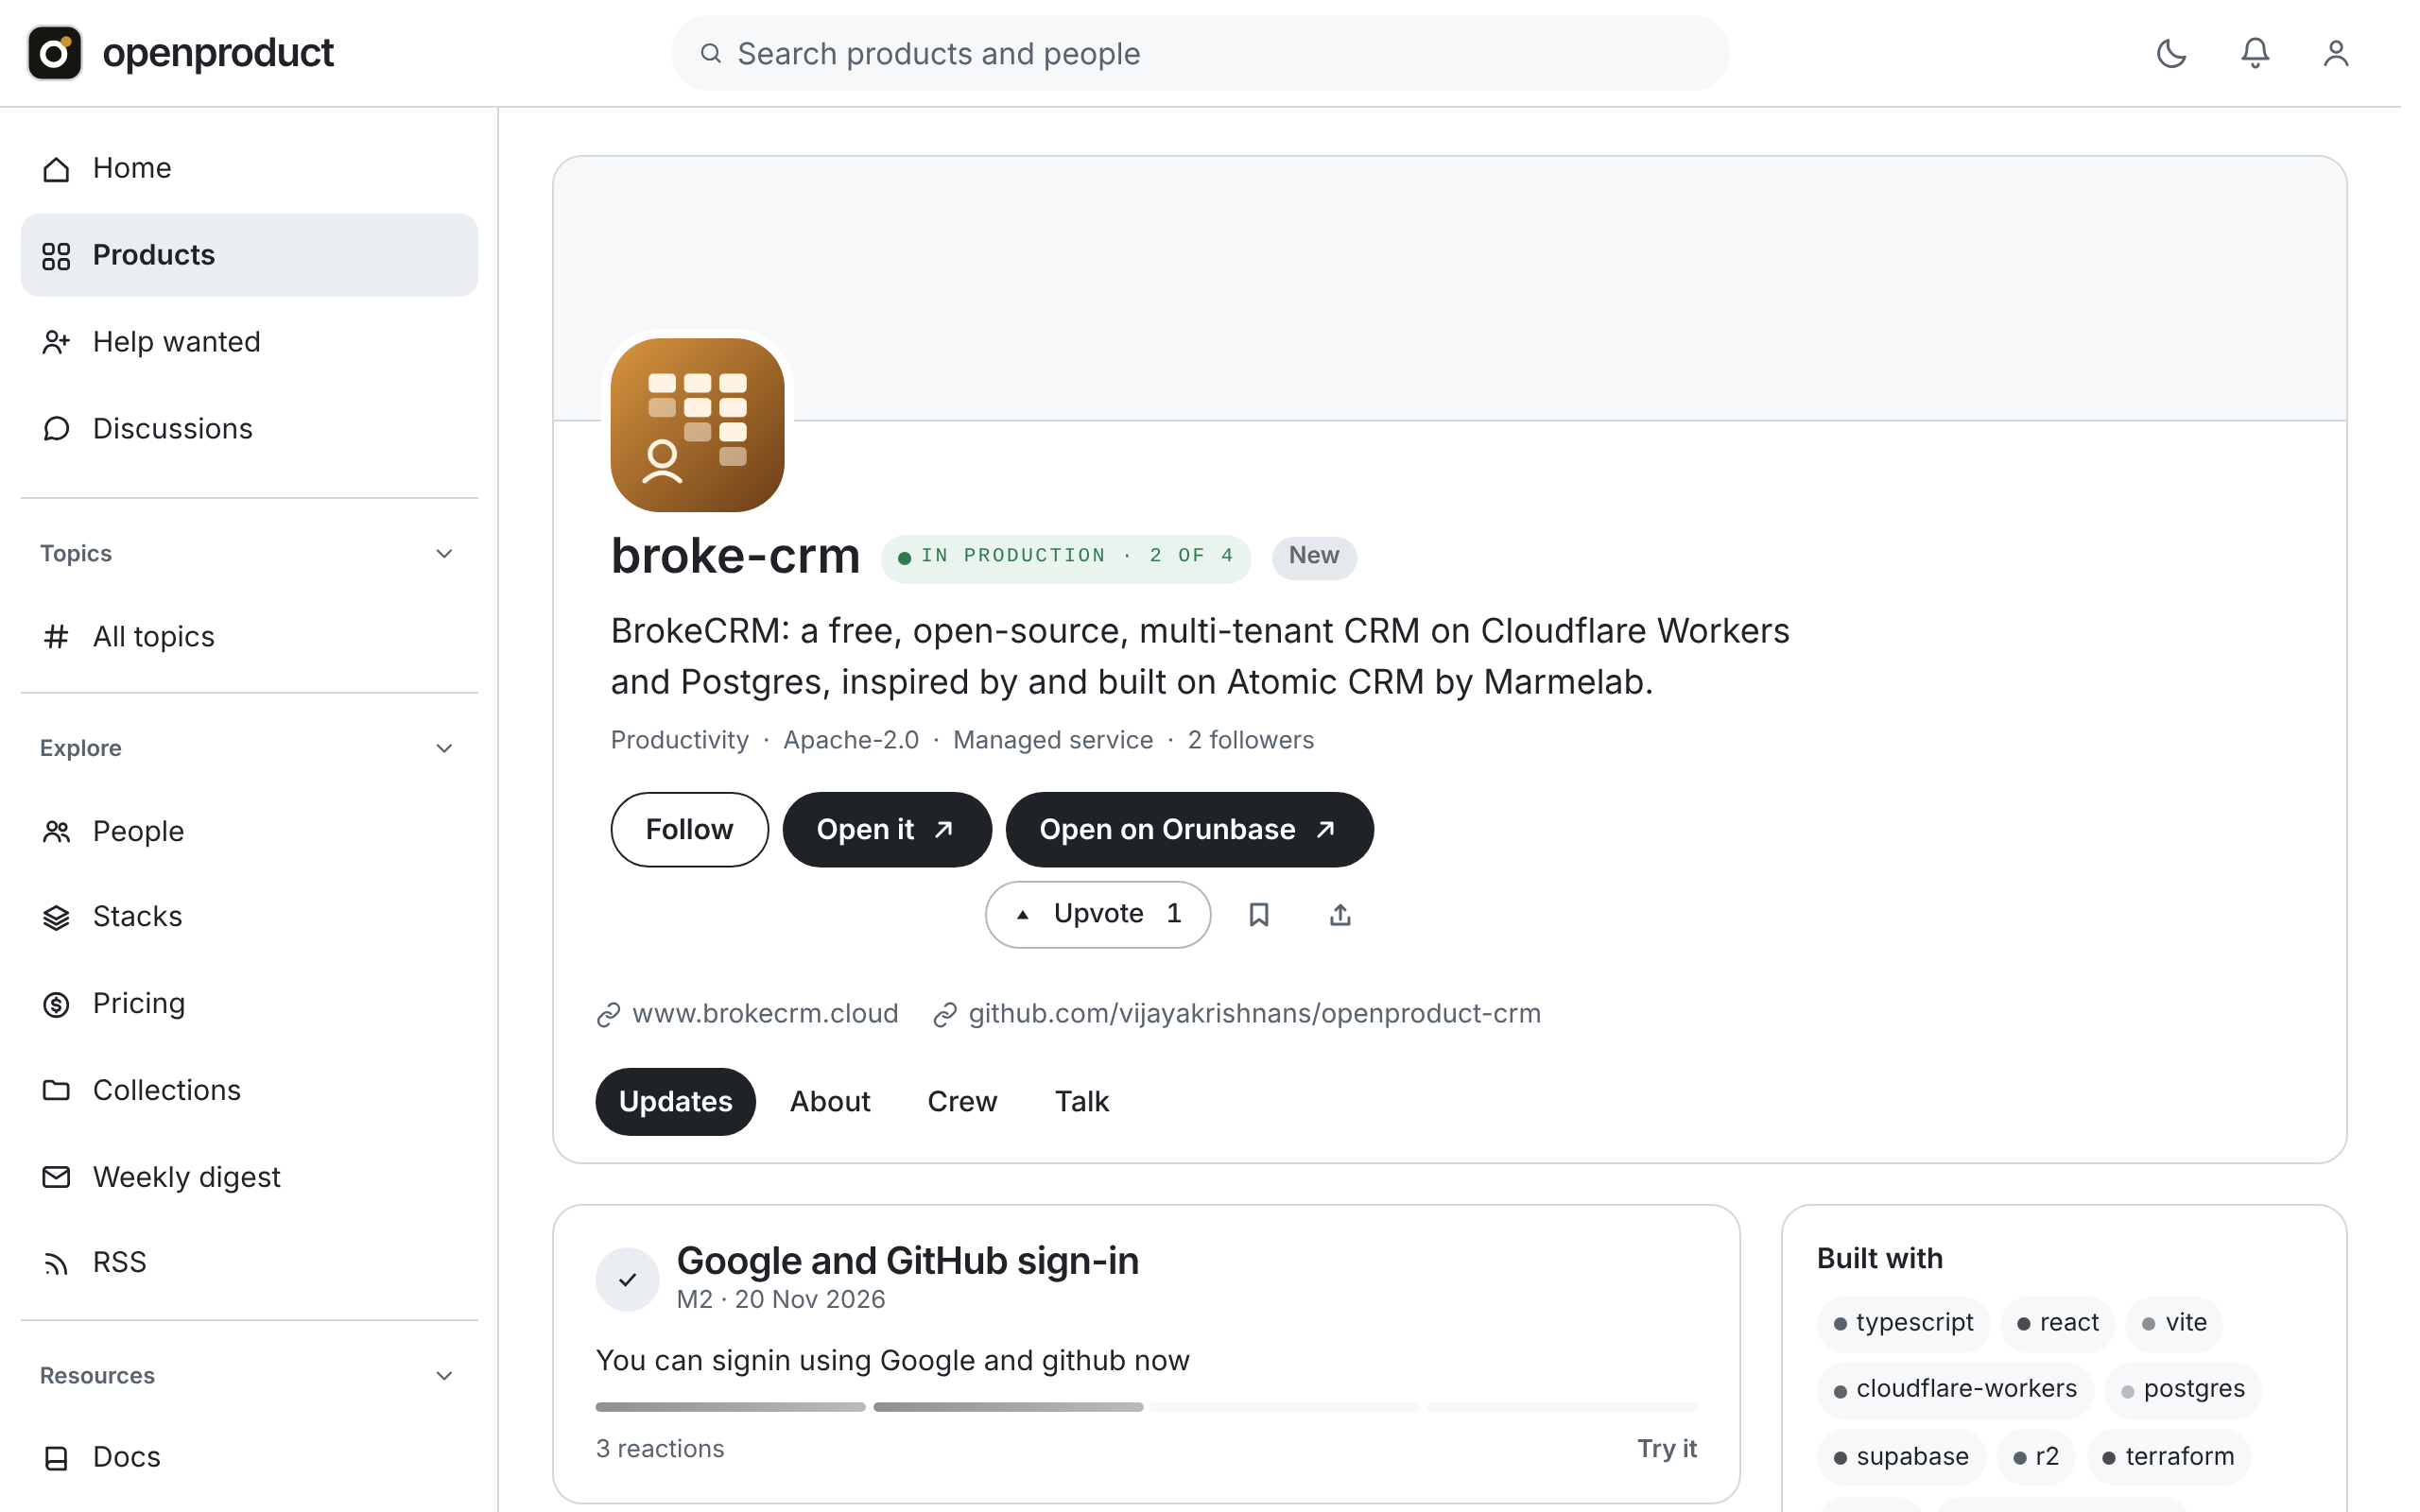 openproduct
Search products and people
Home
Products
Help wanted
Discussions
Topics
All topics
Explore
People
Stacks
Pricing
Collections
Weekly digest
RSS
Resources
Docs
broke-crm
IN PRODUCTION · 2 OF 4
New
BrokeCRM: a free, open-source, multi-tenant CRM on Cloudflare Workers
and Postgres, inspired by and built on Atomic CRM by Marmelab.
Productivity · Apache-2.0 · Managed service · 2 followers
Follow
Open it
Open on Orunbase
Upvote 1
www.brokecrm.cloud
github.com/vijayakrishnans/openproduct-crm
Updates
About
Crew
Talk
Google and GitHub sign-in
M2 · 20 Nov 2026
You can signin using Google and github now
3 reactions
Try it
Built with
typescript
react
vite
cloudflare-workers
postgres
supabase
r2
terraform